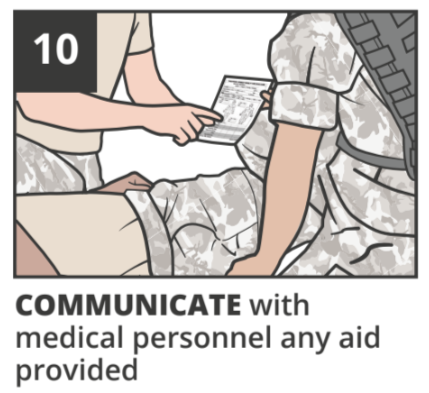 10
COMMUNICATE with
medical personnel any aid
provided